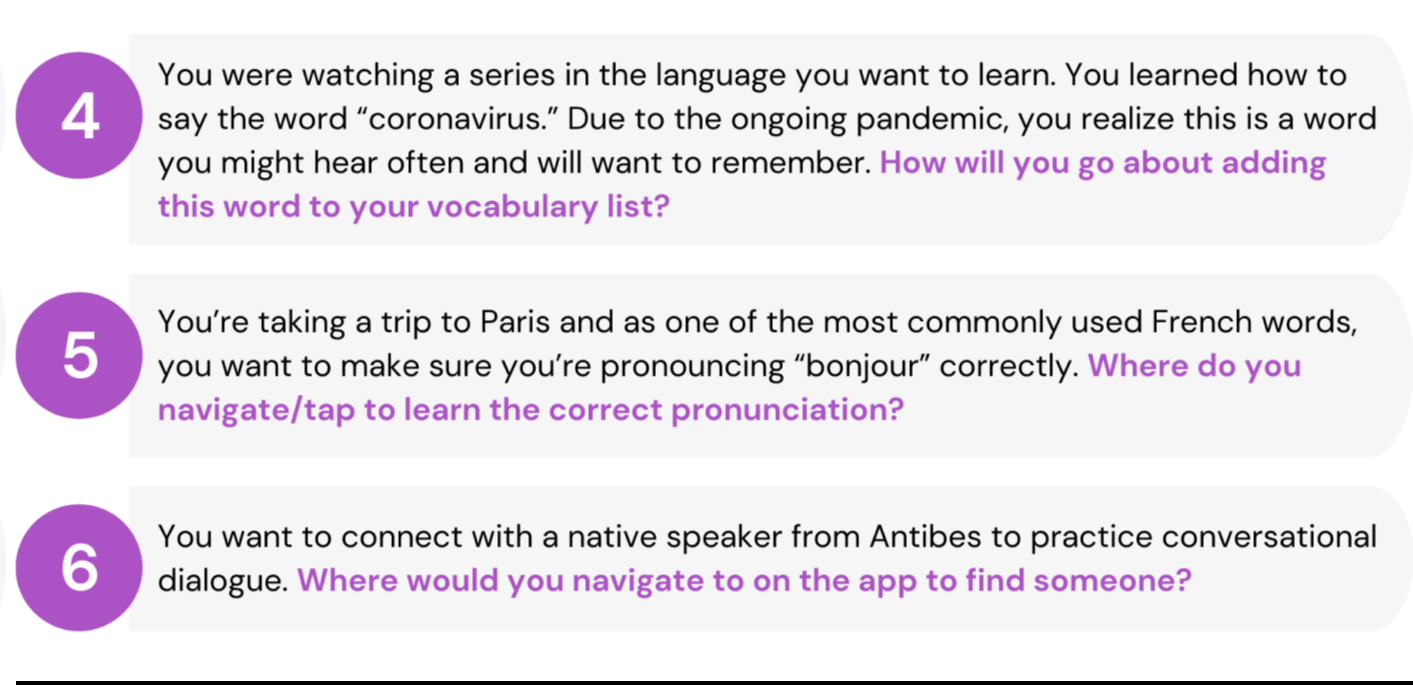 4
You were watching a series in the language you want to learn. You learned how to
say the word “coronavirus.” Due to the ongoing pandemic, you realize this is a word
you might hear often and will want to remember. How will you go about adding
this word to your vocabulary list?
5
You’re taking a trip to Paris and as one of the most commonly used French words,
you want to make sure you’re pronouncing “bonjour” correctly. Where do you
navigate/tap to learn the correct pronunciation?
6
You want to connect with a native speaker from Antibes to practice conversational
dialogue. Where would you navigate to on the app to find someone?